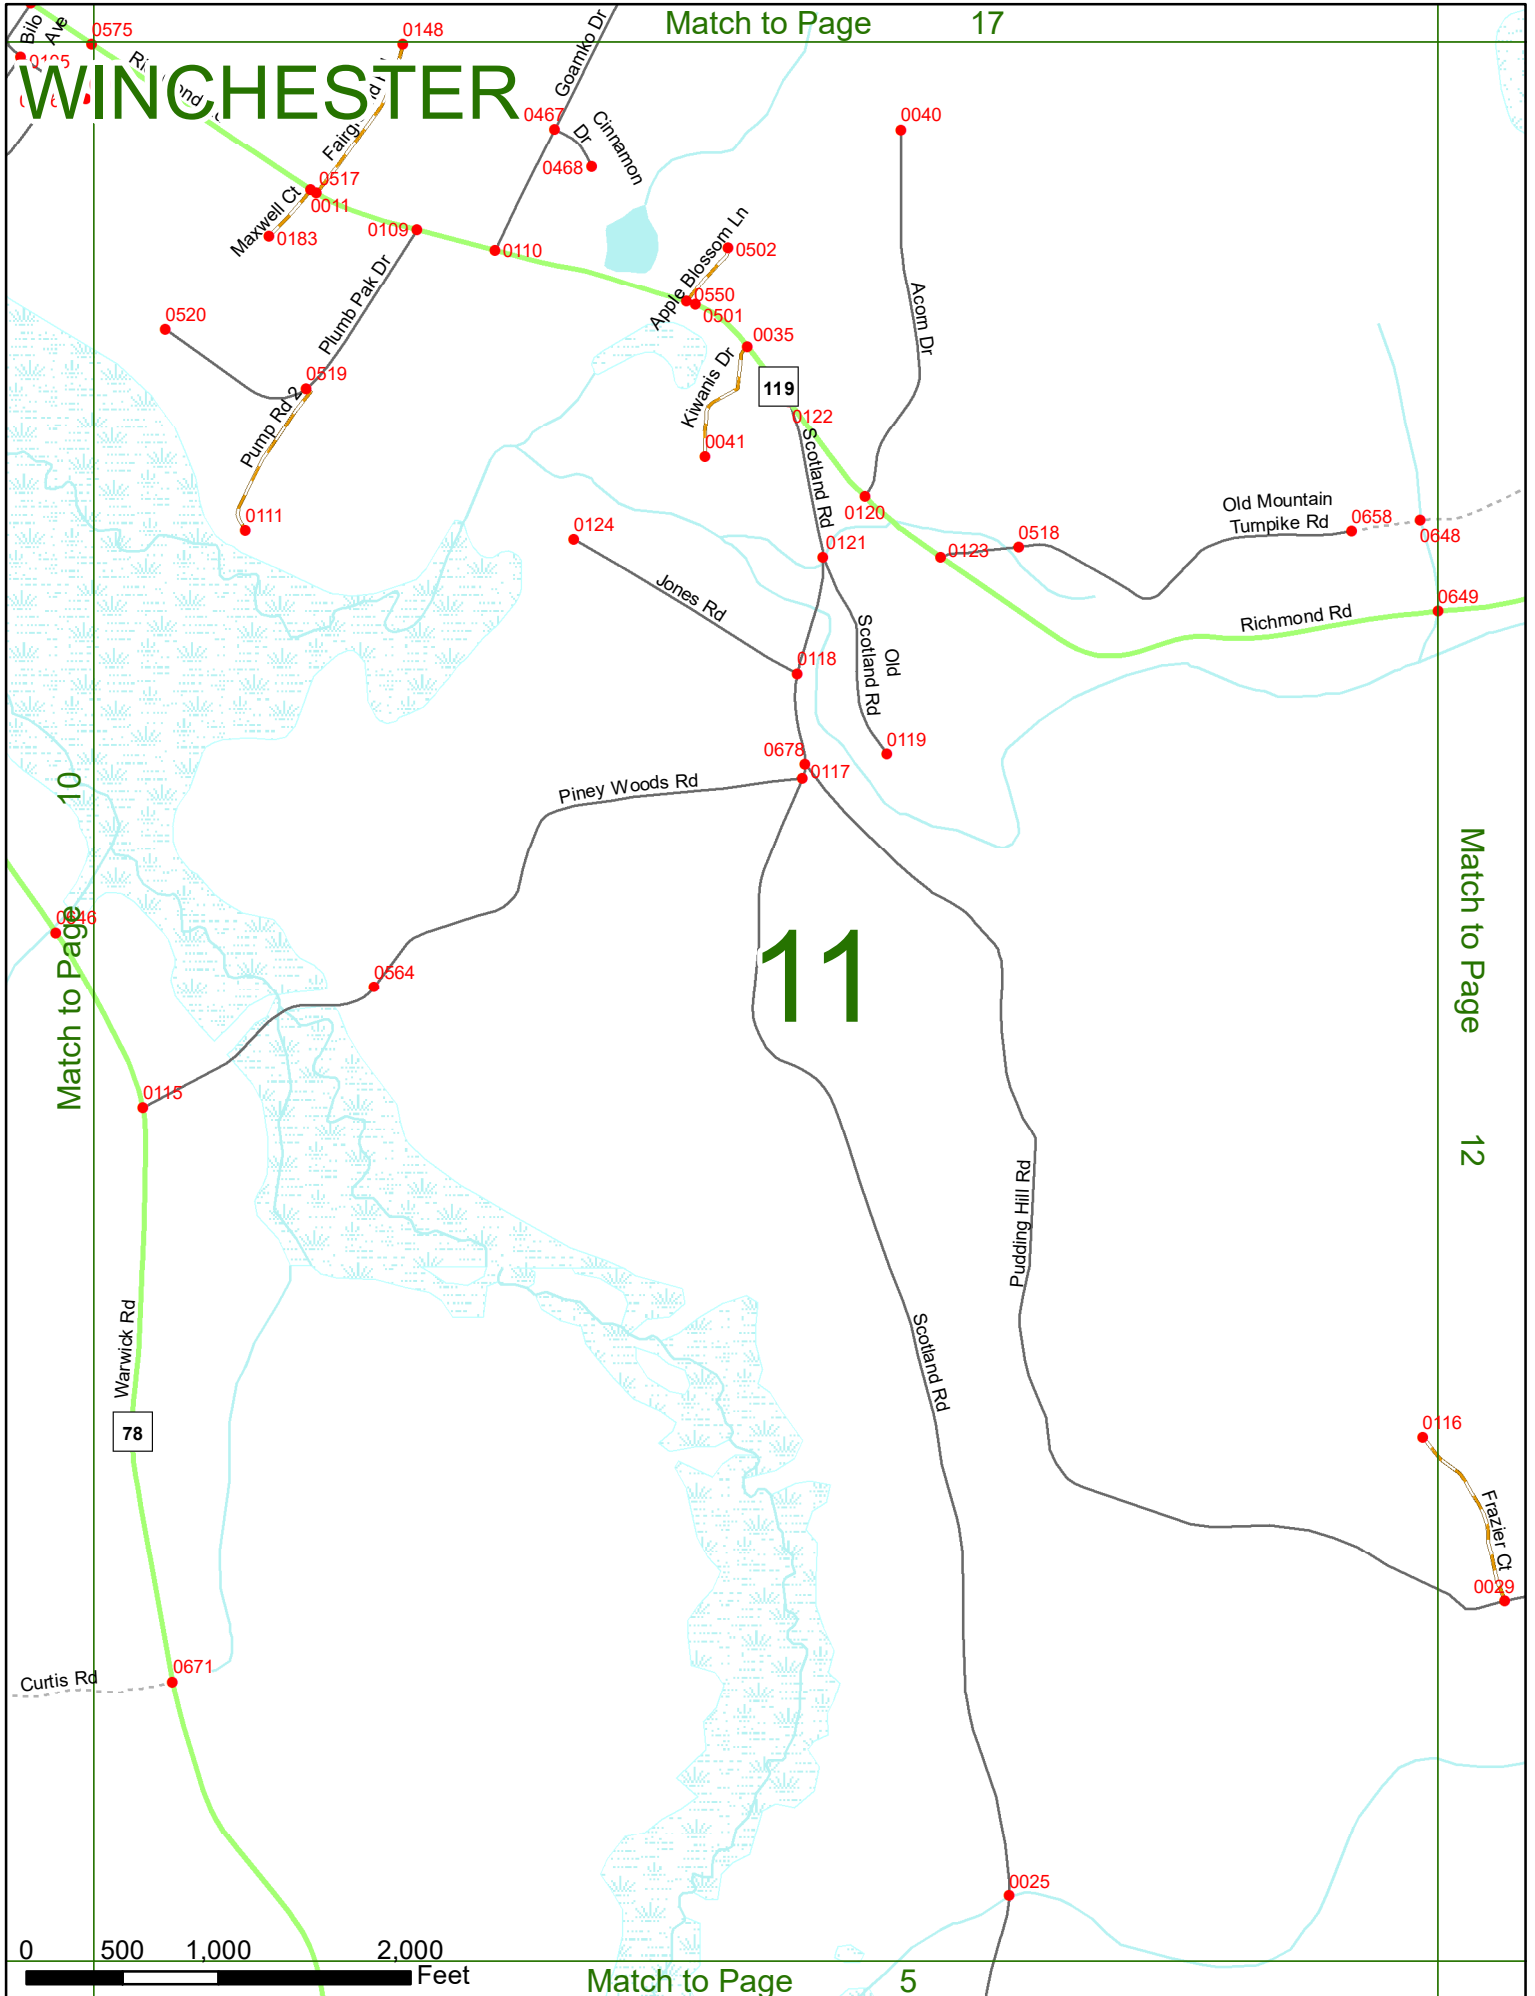 Match to Page 17
WINCHESTER
Bilo
Ave
0575
0148
Goamko Dr
0467
Cinnamon
Dr
0468
0040
0517
0011
Maxwell Ct
0183
0109
0110
Plumb Pak Dr
0520
0519
Pump Rd 2
0111
Apple Blossom Ln
0502
0550
0501
0035
Kiwanis Dr
119
0041
0122
Scotland Rd
Acorn Dr
0120
0121
0123
0518
Old Mountain
Turnpike Rd
0658
0648
0649
Richmond Rd
0124
Jones Rd
0118
Old
Scotland Rd
0119
0678
0117
Piney Woods Rd
Match to Page 10
0646
0564
0115
11
Match to Page 12
Pudding Hill Rd
Scotland Rd
Warwick Rd
78
0116
Frazier Ct
0029
Curtis Rd
0671
0025
0 500 1,000 2,000
Feet
Match to Page 5